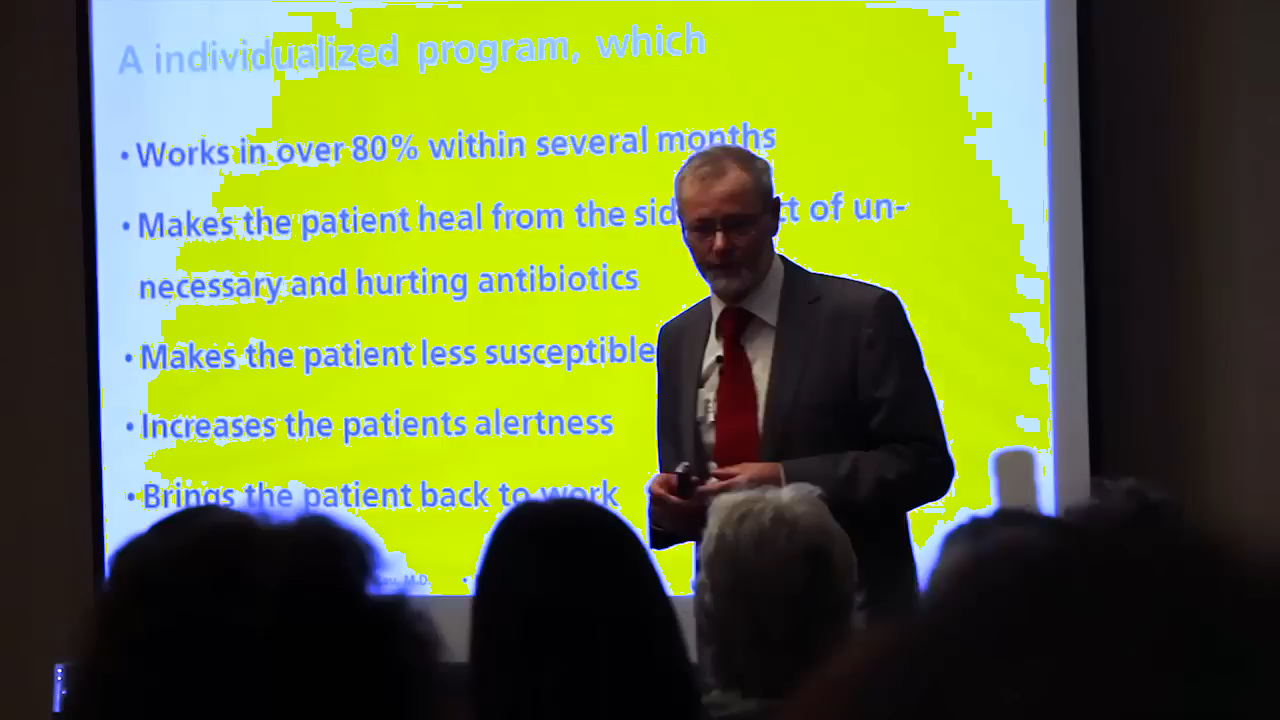 A individualized program, which
• Works in over 80% within several months
• Makes the patient heal from the sid ct of un-
necessary and hurting antibiotics
• Makes the patient less susceptible
• Increases the patients alertness
• Brings the patient back to work
M.D. •